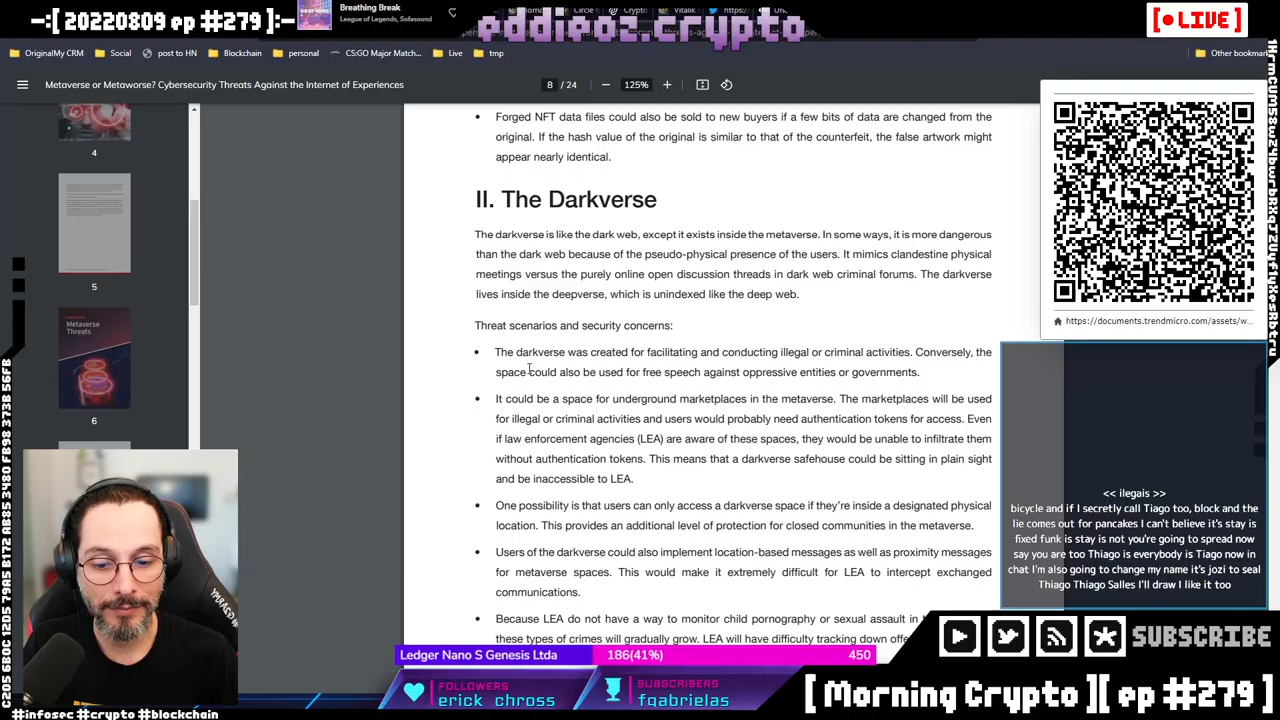 -:[ 20220809 ep #279 ]:-
Breathing Break
League of Legends, Sofasound
eddieoz.crypto
[ ● LIVE ]
OriginalMy CRM
Social
post to HN
Blockchain
personal
CS:GO Major Match...
Live
tmp
Other bookmar
Metaverse or Metaworse? Cybersecurity Threats Against the Internet of Experiences
8 / 24
125%
4
5
Metaverse
Threats
6
• Forged NFT data files could also be sold to new buyers if a few bits of data are changed from the
original. If the hash value of the original is similar to that of the counterfeit, the false artwork might
appear nearly identical.
II. The Darkverse
The darkverse is like the dark web, except it exists inside the metaverse. In some ways, it is more dangerous
than the dark web because of the pseudo-physical presence of the users. It mimics clandestine physical
meetings versus the purely online open discussion threads in dark web criminal forums. The darkverse
lives inside the deepverse, which is unindexed like the deep web.
Threat scenarios and security concerns:
• The darkverse was created for facilitating and conducting illegal or criminal activities. Conversely, the
space could also be used for free speech against oppressive entities or governments.
• It could be a space for underground marketplaces in the metaverse. The marketplaces will be used
for illegal or criminal activities and users would probably need authentication tokens for access. Even
if law enforcement agencies (LEA) are aware of these spaces, they would be unable to infiltrate them
without authentication tokens. This means that a darkverse safehouse could be sitting in plain sight
and be inaccessible to LEA.
• One possibility is that users can only access a darkverse space if they're inside a designated physical
location. This provides an additional level of protection for closed communities in the metaverse.
• Users of the darkverse could also implement location-based messages as well as proximity messages
for metaverse spaces. This would make it extremely difficult for LEA to intercept exchanged
communications.
• Because LEA do not have a way to monitor child pornography or sexual assault in
these types of crimes will gradually grow. LEA will have difficulty tracking down
https://documents.trendmicro.com/assets/w...
<< ilegais >>
bicycle and if I secretly call Tiago too, block and the
lie comes out for pancakes I can't believe it's stay is
fixed funk is stay is not you're going to spread now
say you are too Thiago is everybody is Tiago now in
chat I'm also going to change my name it's jozi to seal
Thiago Thiago Salles I'll draw I like it too
SUBSCRIBE
Ledger Nano S Genesis Ltda
186(41%)
450
FOLLOWERS
erick_chross
SUBSCRIBERS
fgabrielas
[ Morning Crypto ][ ep #279 ]
#infosec #crypto #blockchain